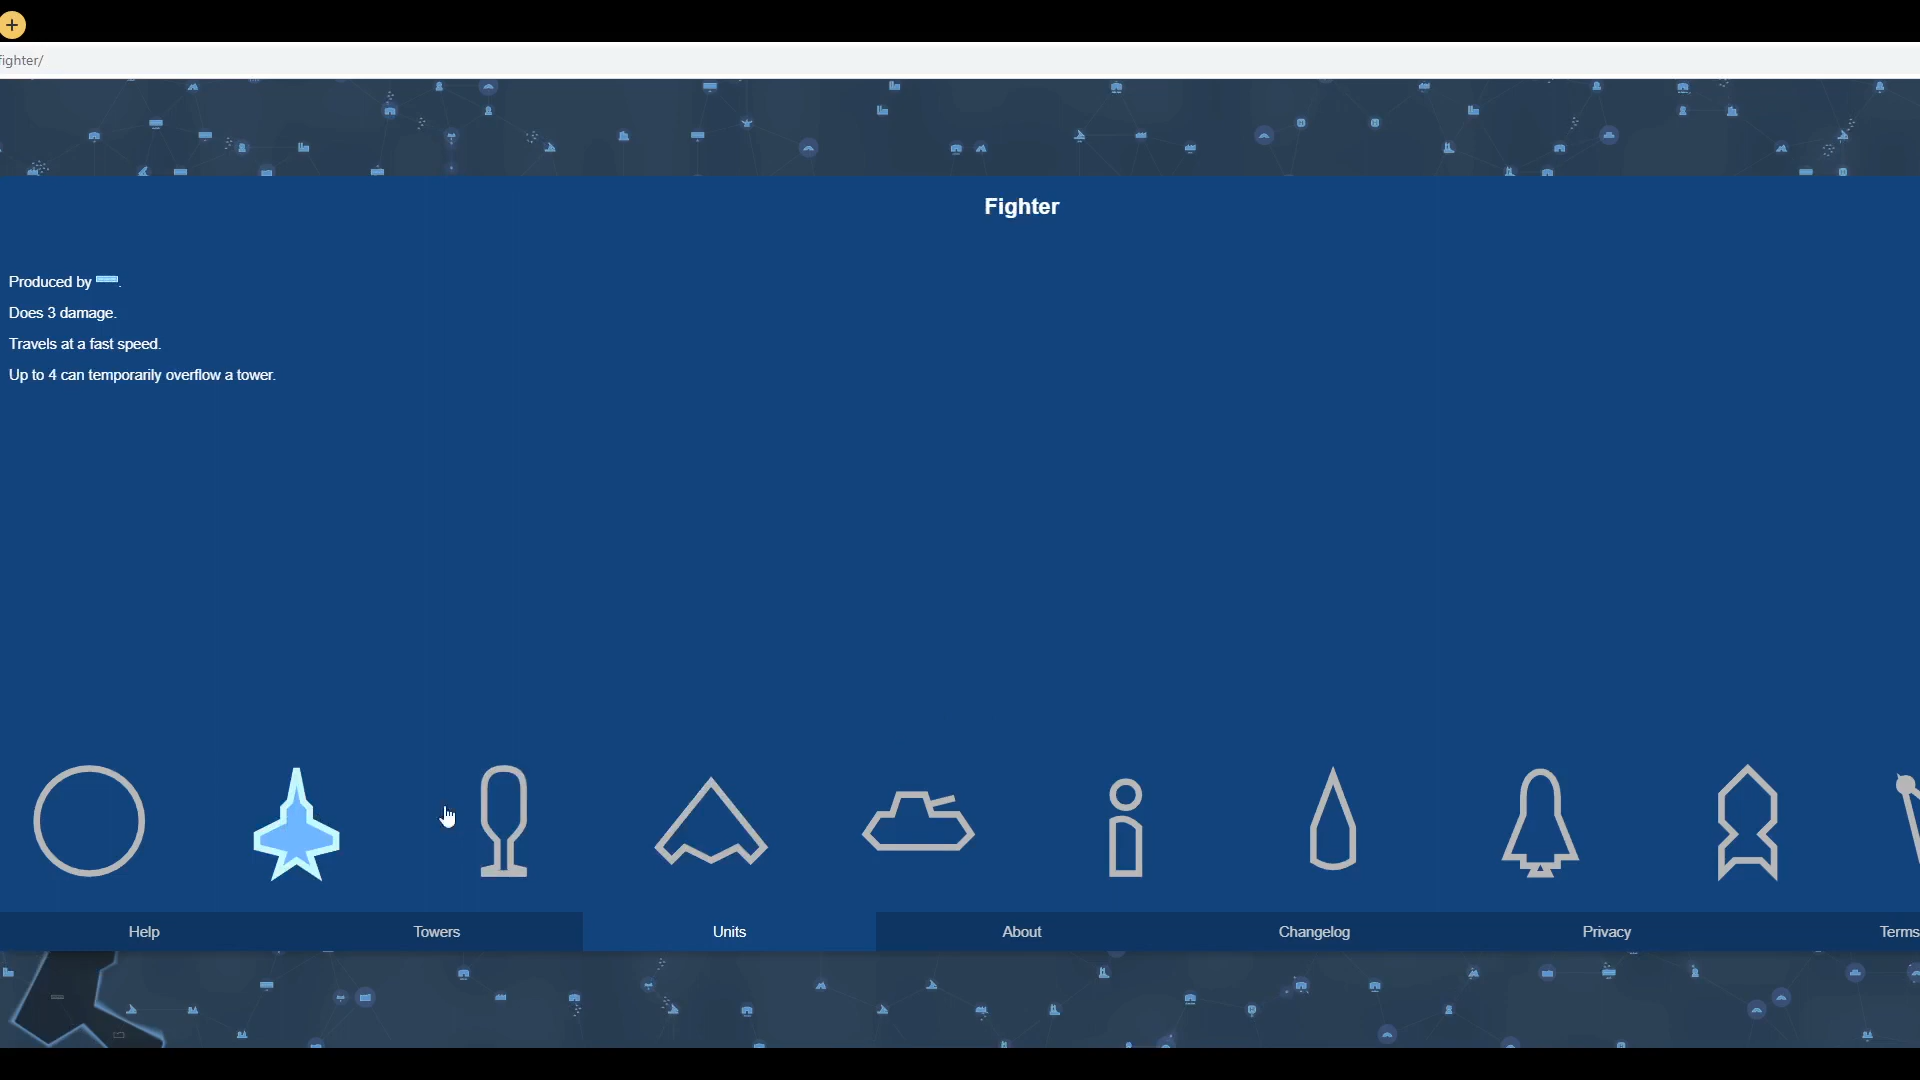 fighter/
Fighter
Produced by .
Does 3 damage.
Travels at a fast speed.
Up to 4 can temporarily overflow a tower.
Help Towers Units About Changelog Privacy Terms